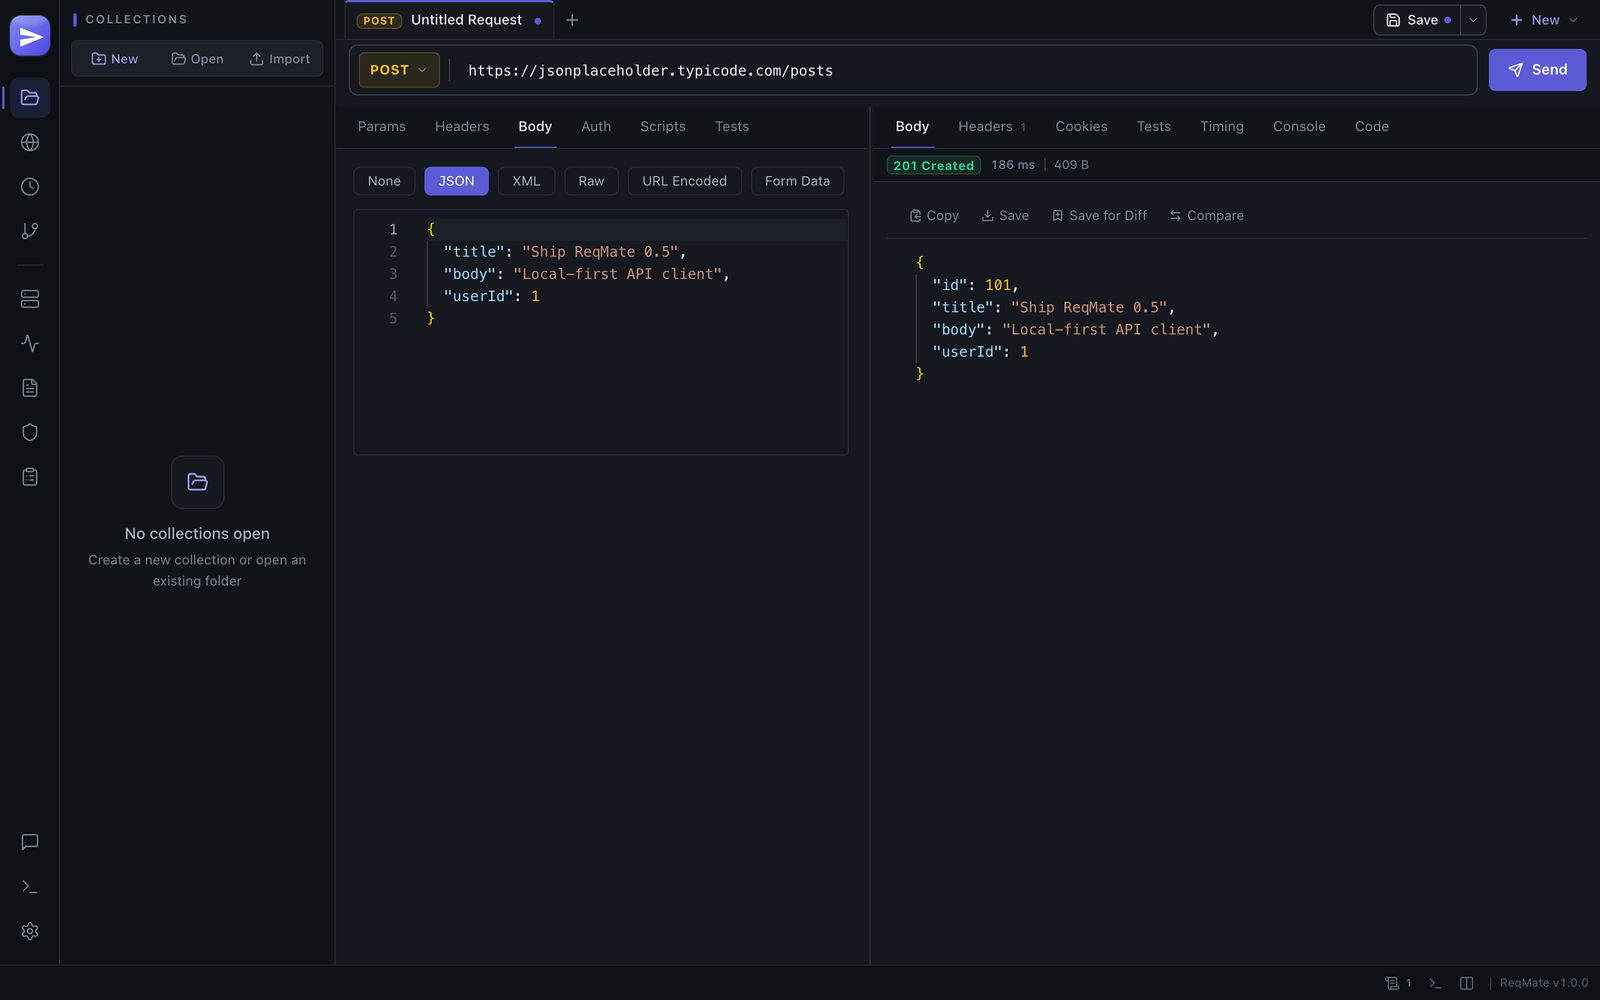 COLLECTIONS
New Open Import
No collections open
Create a new collection or open an
existing folder
POST Untitled Request
Save New
POST https://jsonplaceholder.typicode.com/posts Send
Params Headers Body Auth Scripts Tests
None JSON XML Raw URL Encoded Form Data
1 {
2 "title": "Ship ReqMate 0.5",
3 "body": "Local-first API client",
4 "userId": 1
5 }
Body Headers 1 Cookies Tests Timing Console Code
201 Created 186 ms 409 B
Copy Save Save for Diff Compare
{
"id": 101,
"title": "Ship ReqMate 0.5",
"body": "Local-first API client",
"userId": 1
}
1 ReqMate v1.0.0